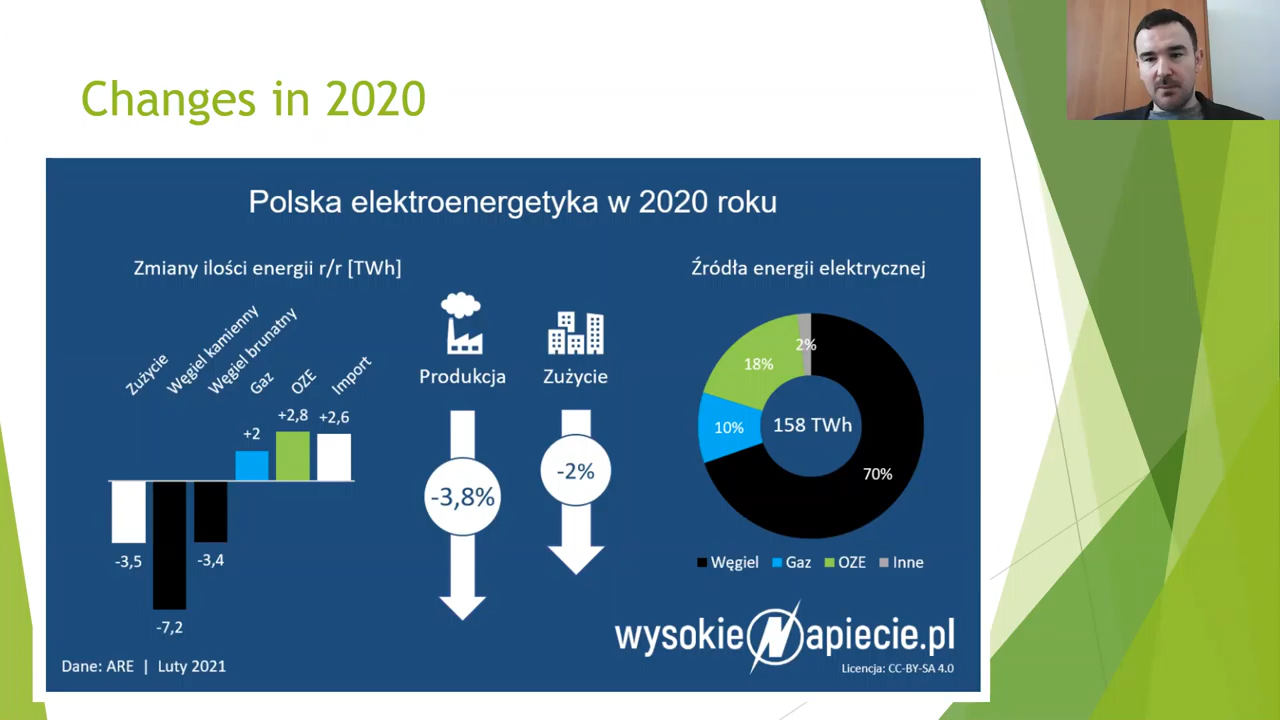 Changes in 2020
Polska elektroenergetyka w 2020 roku
Zmiany ilości energii r/r [TWh]
Zużycie
Węgiel kamienny
Węgiel brunatny
Gaz
OZE
Import
-3,5
-7,2
-3,4
+2
+2,8
+2,6
Produkcja
-3,8%
Zużycie
-2%
Źródła energii elektrycznej
2%
18%
10%
158 TWh
70%
Węgiel Gaz OZE Inne
wysokieNapiecie.pl
Licencja: CC-BY-SA 4.0
Dane: ARE | Luty 2021